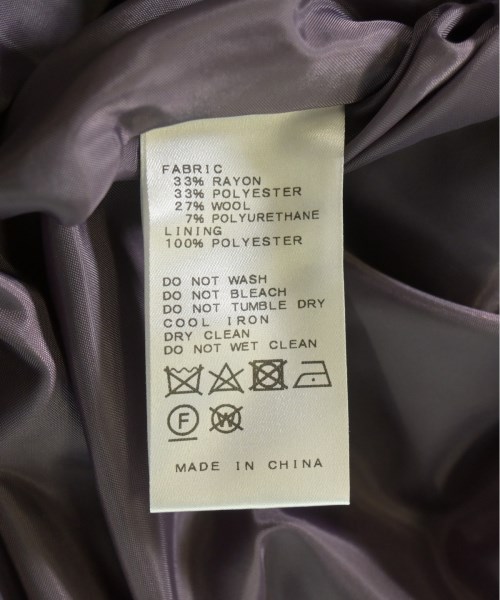 FABRIC
33% RAYON
33% POLYESTER
27% WOOL
7% POLYURETHANE
LINING
100% POLYESTER
DO NOT WASH
DO NOT BLEACH
DO NOT TUMBLE DRY
COOL IRON
DRY CLEAN
DO NOT WET CLEAN
F W
MADE IN CHINA